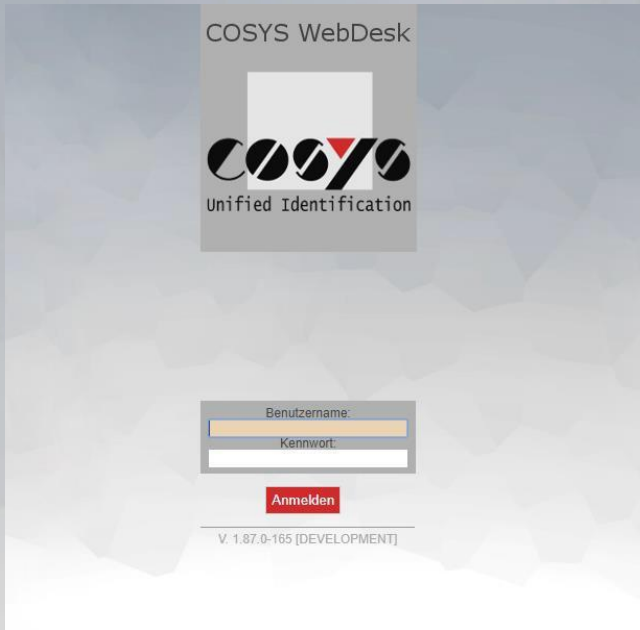 COSYS WebDesk
COSYS
Unified Identification
Benutzername:
Kennwort:
Anmelden
V. 1.87.0-165 [DEVELOPMENT]